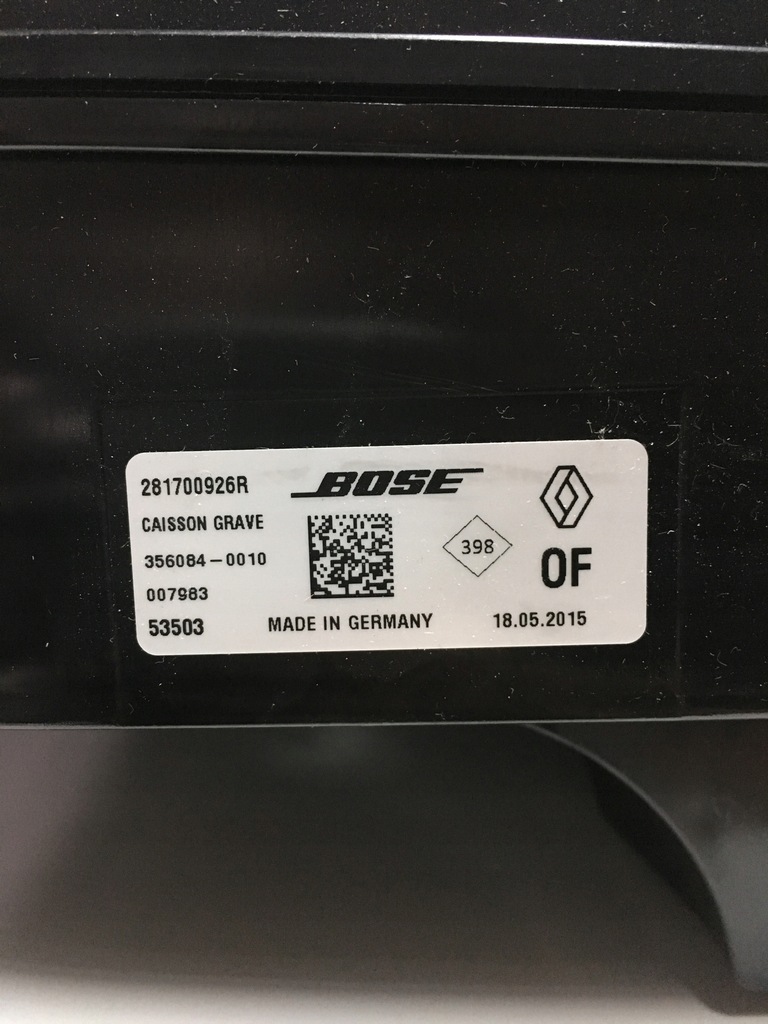 281700926R
BOSE
CAISSON GRAVE
356084-0010
398
OF
007983
53503
MADE IN GERMANY
18.05.2015